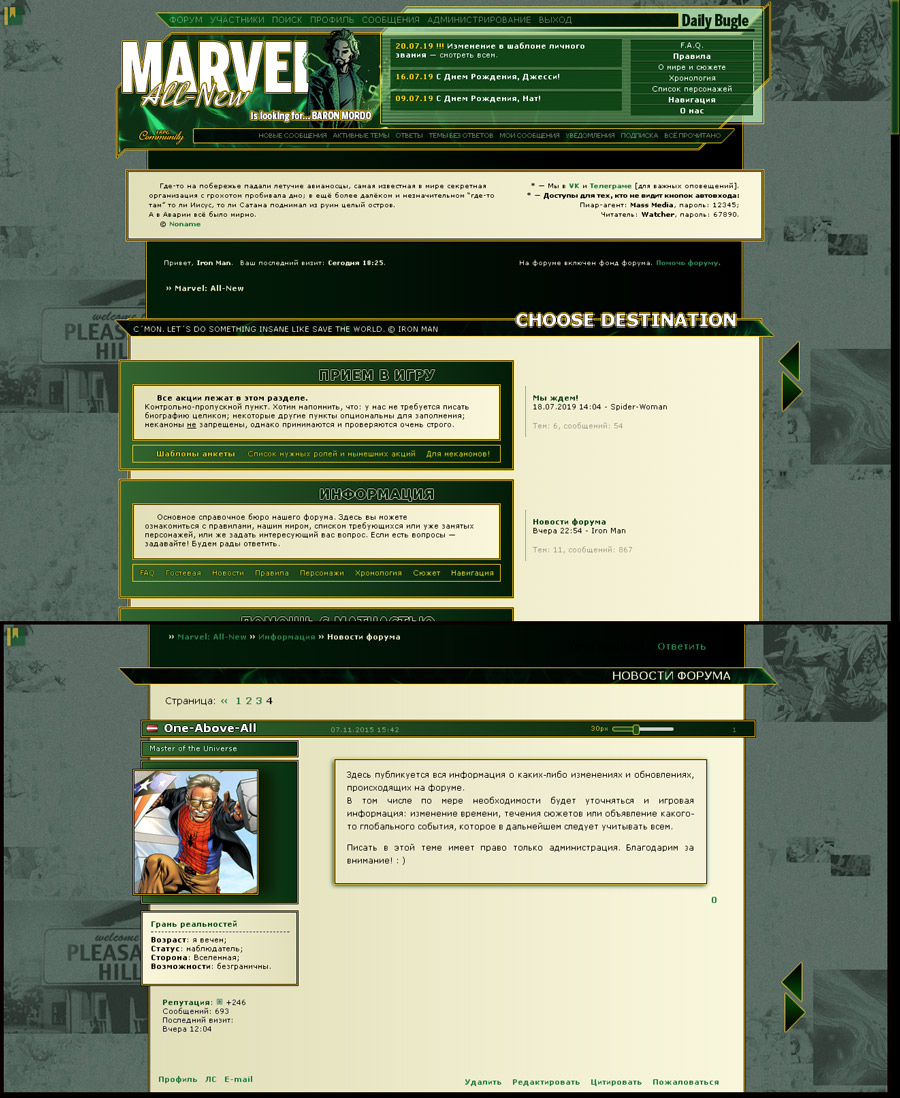 ФОРУМ УЧАСТНИКИ ПОИСК ПРОФИЛЬ СООБЩЕНИЯ АДМИНИСТРИРОВАНИЕ ВЫХОД
Daily Bugle
MARVEL
All-New
is looking for... BARON MORDO
Community
20.07.19 !!! Изменение в шаблоне личного
звания — смотреть всем.
16.07.19 С Днем Рождения, Джесси!
09.07.19 С Днем Рождения, Нат!
F.A.Q.
Правила
О мире и сюжете
Хронология
Список персонажей
Навигация
О нас
НОВЫЕ СООБЩЕНИЯ АКТИВНЫЕ ТЕМЫ ОТВЕТЫ ТЕМЫ БЕЗ ОТВЕТОВ МОИ СООБЩЕНИЯ УВЕДОМЛЕНИЯ ПОДПИСКА ВСЁ ПРОЧИТАНО
Где-то на побережье падали летучие авианосцы, самая известная в мире секретная
организация с грохотом пробивала дно; в ещё более далёком и незначительном "где-то
там" то ли Иисус, то ли Сатана поднимал из руин целый остров.
А в Аварии всё было мирно.
© Noname
* — Мы в VK и Телеграме [для важных оповещений].
* — Доступы для тех, кто не видит кнопок автовхода:
Пиар-агент: Mass Media, пароль: 12345;
Читатель: Watcher, пароль: 67890.
Привет, Iron Man. Ваш последний визит: Сегодня 18:25.
На форуме включен фонд форума. Помочь форуму.
›› Marvel: All-New
C`MON. LET`S DO SOMETHING INSANE LIKE SAVE THE WORLD. © IRON MAN
CHOOSE DESTINATION
welcome
PLEAS
HIL
ПРИЕМ В ИГРУ
Все акции лежат в этом разделе.
Контрольно-пропускной пункт. Хотим напомнить, что: у нас не требуется писать
биографию целиком; некоторые другие пункты опциональны для заполнения;
неканоны не запрещены, однако принимаются и проверяются очень строго.
Шаблоны анкеты Список нужных ролей и нынешних акций Для неканонов!
Мы ждем!
18.07.2019 14:04 - Spider-Woman
Тем: 6, сообщений: 54
ИНФОРМАЦИЯ
Основное справочное бюро нашего форума. Здесь вы можете
ознакомиться с правилами, нашим миром, списком требующихся или уже занятых
персонажей, или же задать интересующий вас вопрос. Если есть вопросы —
задавайте! Будем рады ответить.
FAQ Гостевая Новости Правила Персонажи Хронология Сюжет Навигация
Новости форума
Вчера 22:54 - Iron Man
Тем: 11, сообщений: 867
ПОМОЩЬ С МАТЧАСТЬЮ
›› Marvel: All-New ›› Информация ›› Новости форума
Ответить
НОВОСТИ ФОРУМА
Страница: ‹‹ 1 2 3 4
One-Above-All
07.11.2015 15:42
30px
1
Master of the Universe
Здесь публикуется вся информация о каких-либо изменениях и обновлениях,
происходящих на форуме.
В том числе по мере необходимости будет уточняться и игровая
информация: изменение времени, течения сюжетов или объявление какого-
то глобального события, которое в дальнейшем следует учитывать всем.
Писать в этой теме имеет право только администрация. Благодарим за
внимание! : )
0
welcome
PLEASA
HILL
Грань реальностей
Возраст: я вечен;
Статус: наблюдатель;
Сторона: Вселенная;
Возможности: безграничны.
Репутация: +246
Сообщений: 693
Последний визит:
Вчера 12:04
Профиль ЛС E-mail
Удалить Редактировать Цитировать Пожаловаться